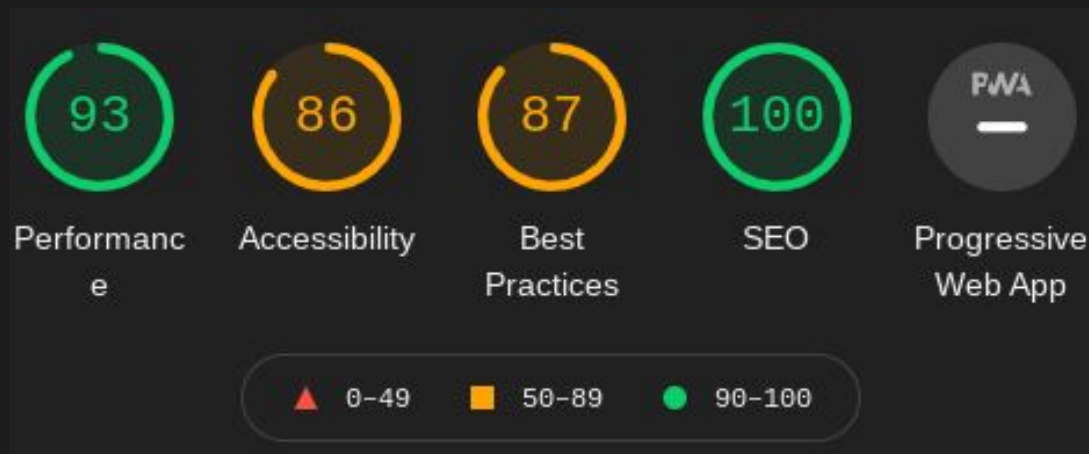 93
86
87
100
PWA
Performanc
e
Accessibility
Best
Practices
SEO
Progressive
Web App
0–49
50–89
90–100